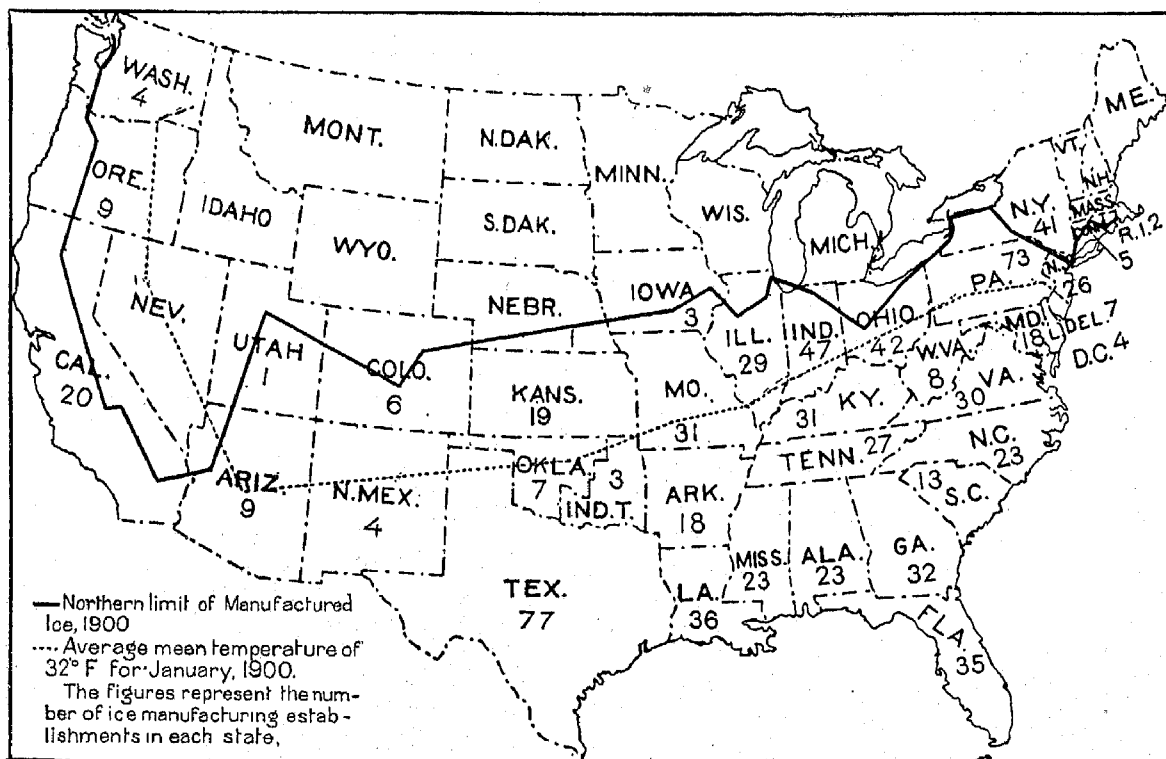 WASH.
4
MONT.
N.DAK.
MINN.
ORE.
9
IDAHO
S.DAK.
WIS.
MICH.
WYO.
NEBR.
1
IOWA
3
NEV.
UTAH
1
COLO.
6
CAL.
20
KANS.
19
ILL.
29
IND.
47
OHIO
42
MO.
31
ME.
VT.
N.H.
MASS.
CONN.
R.I.2
5
N.Y.
41
73
PA.
N.J.
26
MD.
18
DEL 7
D.C. 4
W.VA.
8
VA.
30
KY.
31
TENN.
27
N.C.
23
13
S.C.
ARIZ.
9
N.MEX.
4
OKLA.
7
3
IND.T.
ARK.
18
TEX.
77
LA.
36
MISS.
23
ALA.
23
GA.
32
FLA.
35
Northern limit of Manufactured
Ice, 1900
Average mean temperature of
32° F for January, 1900.
The figures represent the num-
ber of ice manufacturing estab-
lishments in each state,